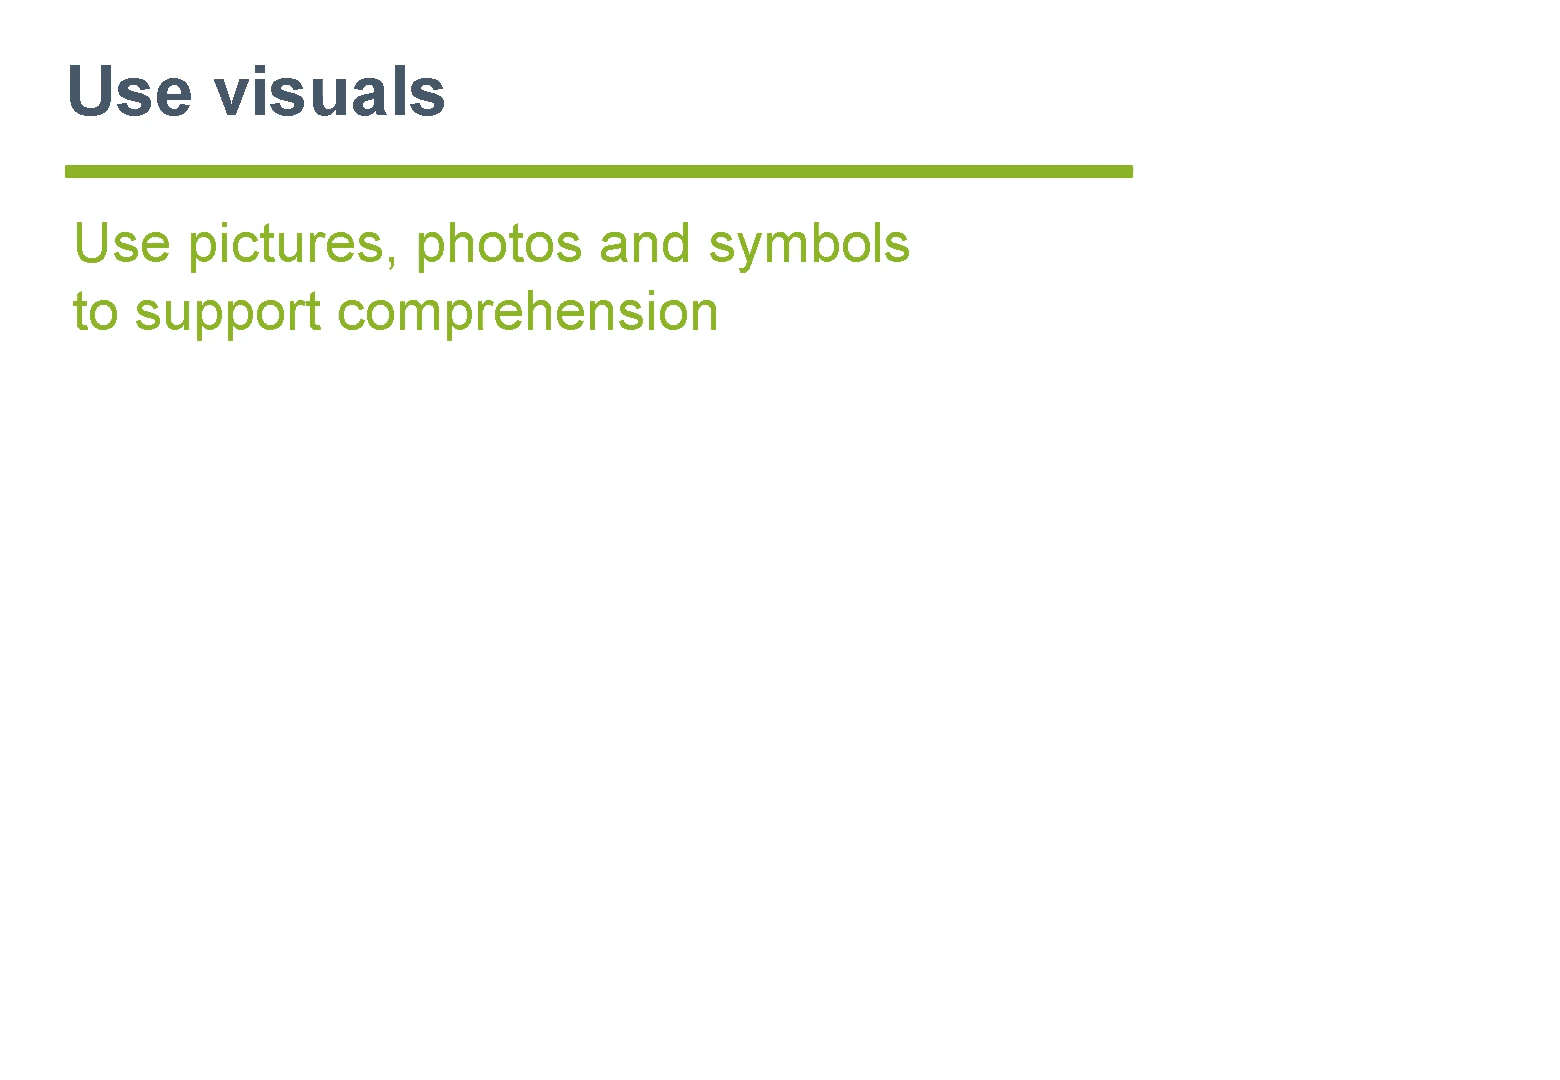 Use visuals
Use pictures, photos and symbols
to support comprehension